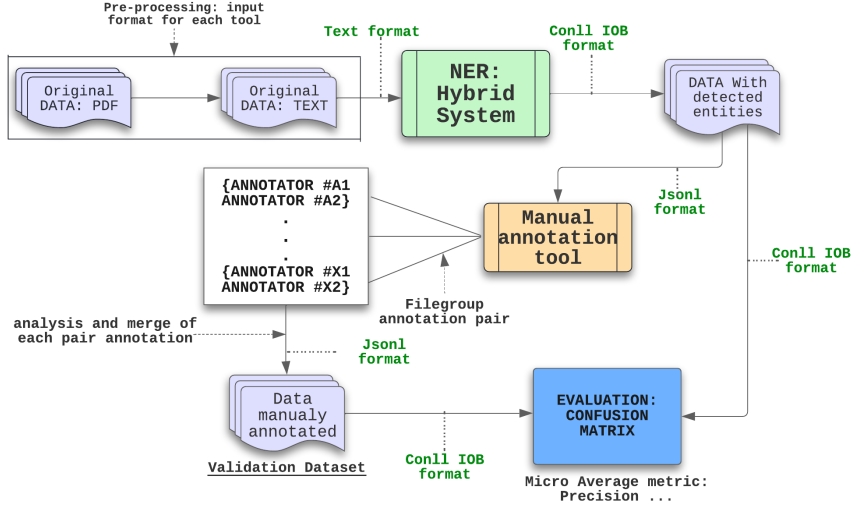 Pre-processing: input
format for each tool
Text format
Conll IOB
format
Original
DATA: PDF
Original
DATA: TEXT
NER:
Hybrid
System
DATA With
detected
entities
{ANNOTATOR #A1
ANNOTATOR #A2}
.
.
.
{ANNOTATOR #X1
ANNOTATOR #X2}
Manual
annotation
tool
Jsonl
format
Conll IOB
format
Filegroup
annotation pair
analysis and merge of
each pair annotation
Jsonl
format
Data
manualy
annotated
Validation Dataset
Conll IOB
format
EVALUATION:
CONFUSION
MATRIX
Micro Average metric:
Precision ...